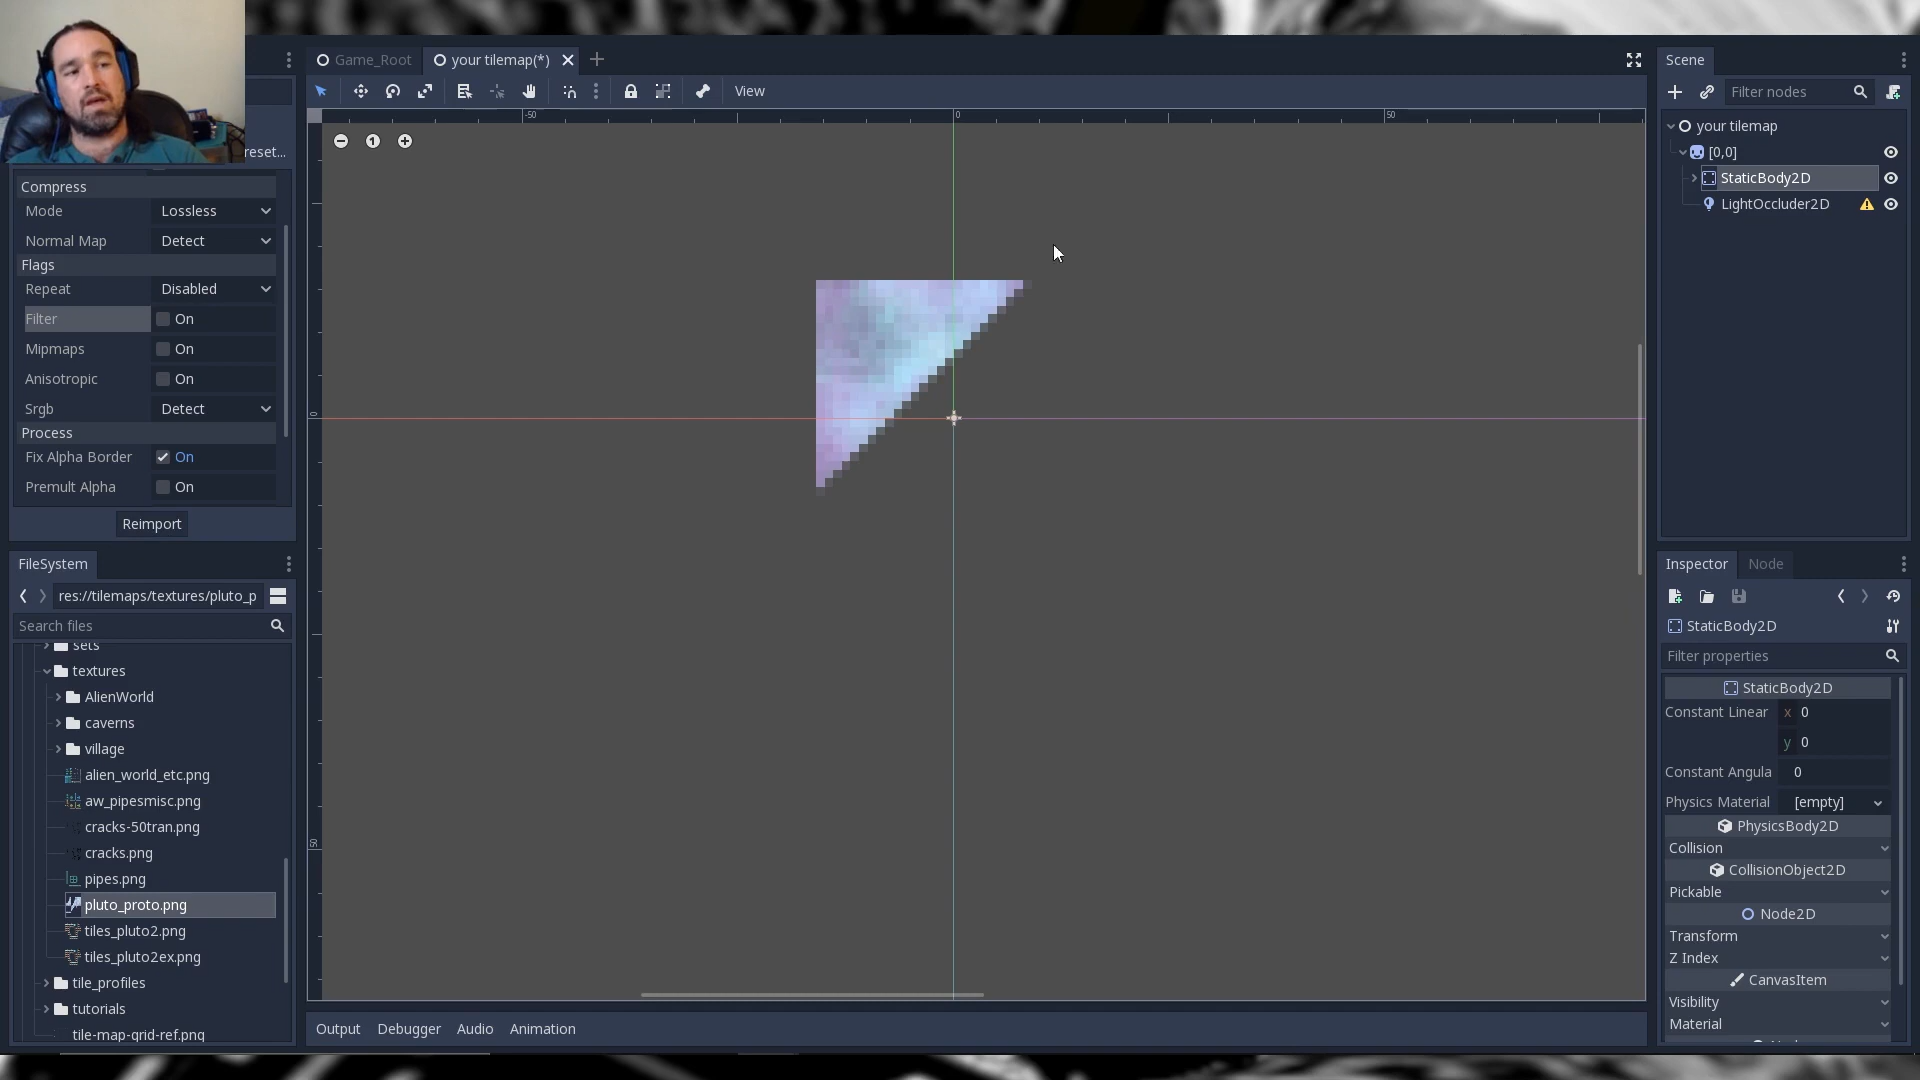 Game_Root
your tilemap(*)
View
-50
0
50
0
50
reset...
Compress
Mode Lossless
Normal Map Detect
Flags
Repeat Disabled
Filter On
Mipmaps On
Anisotropic On
Srgb Detect
Process
Fix Alpha Border On
Premult Alpha On
Reimport
FileSystem
res://tilemaps/textures/pluto_p
Search files
sets
textures
AlienWorld
caverns
village
alien_world_etc.png
aw_pipesmisc.png
cracks-50tran.png
cracks.png
pipes.png
pluto_proto.png
tiles_pluto2.png
tiles_pluto2ex.png
tile_profiles
tutorials
tile-map-grid-ref.png
Output Debugger Audio Animation
Scene
Filter nodes
your tilemap
[0,0]
StaticBody2D
LightOccluder2D
Inspector Node
StaticBody2D
Filter properties
StaticBody2D
Constant Linear x 0
y 0
Constant Angula 0
Physics Material [empty]
PhysicsBody2D
Collision
CollisionObject2D
Pickable
Node2D
Transform
Z Index
CanvasItem
Visibility
Material